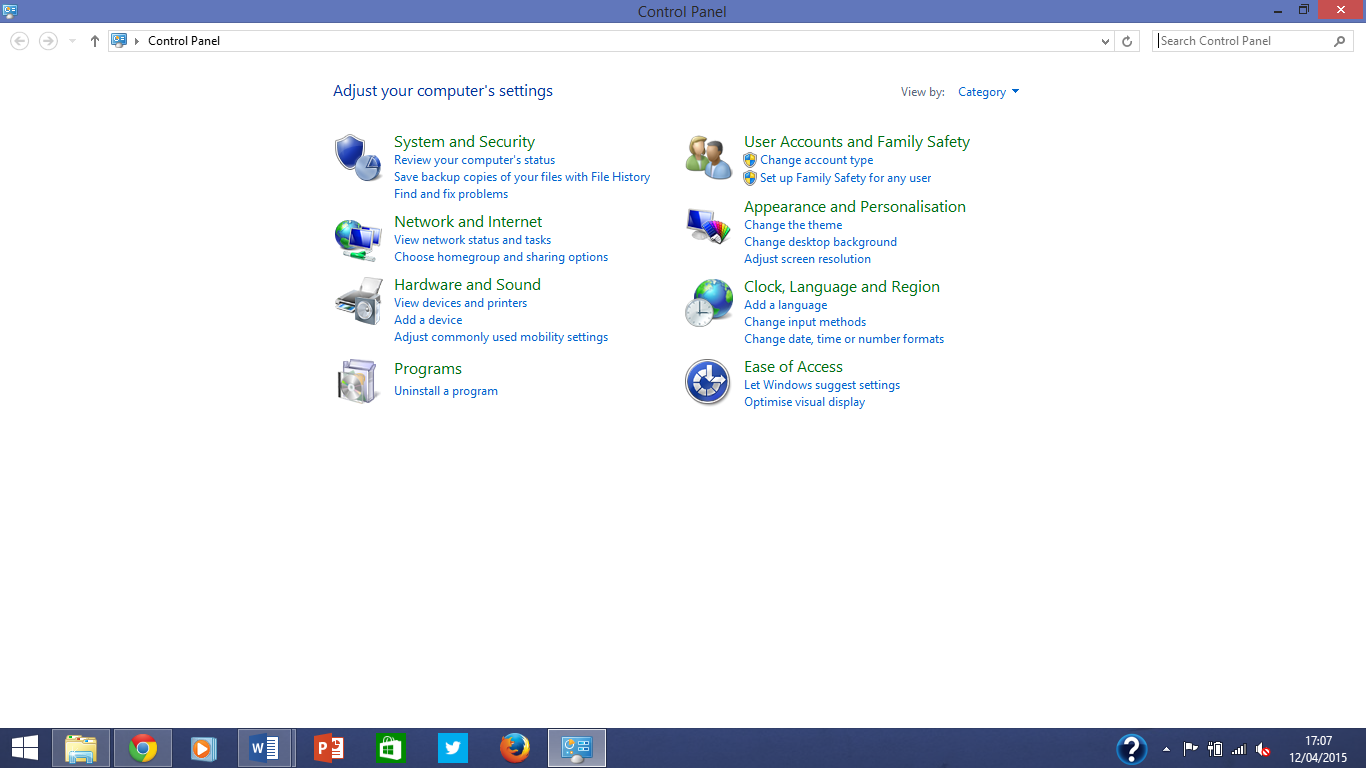 Control Panel
Control Panel
Search Control Panel
Adjust your computer's settings
View by: Category
System and Security
Review your computer's status
Save backup copies of your files with File History
Find and fix problems
Network and Internet
View network status and tasks
Choose homegroup and sharing options
Hardware and Sound
View devices and printers
Add a device
Adjust commonly used mobility settings
Programs
Uninstall a program
User Accounts and Family Safety
Change account type
Set up Family Safety for any user
Appearance and Personalisation
Change the theme
Change desktop background
Adjust screen resolution
Clock, Language and Region
Add a language
Change input methods
Change date, time or number formats
Ease of Access
Let Windows suggest settings
Optimise visual display
17:07
12/04/2015